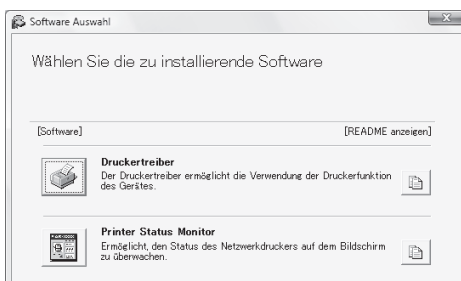 Software Auswahl
Wählen Sie die zu installierende Software
[Software] [README anzeigen]
Druckertreiber
Der Druckertreiber ermöglicht die Verwendung der Druckerfunktion
des Gerätes.
Printer Status Monitor
Ermöglicht, den Status des Netzwerkdruckers auf dem Bildschirm
zu überwachen.